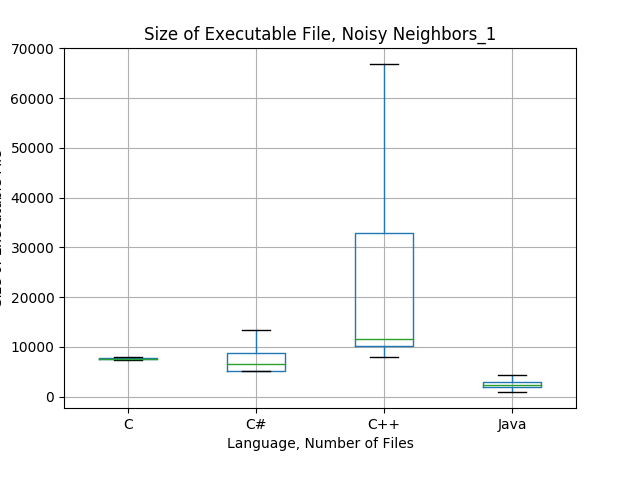 Size of Executable File, Noisy Neighbors_1
70000
60000
50000
40000
30000
20000
10000
0
C C# C++ Java
Language, Number of Files